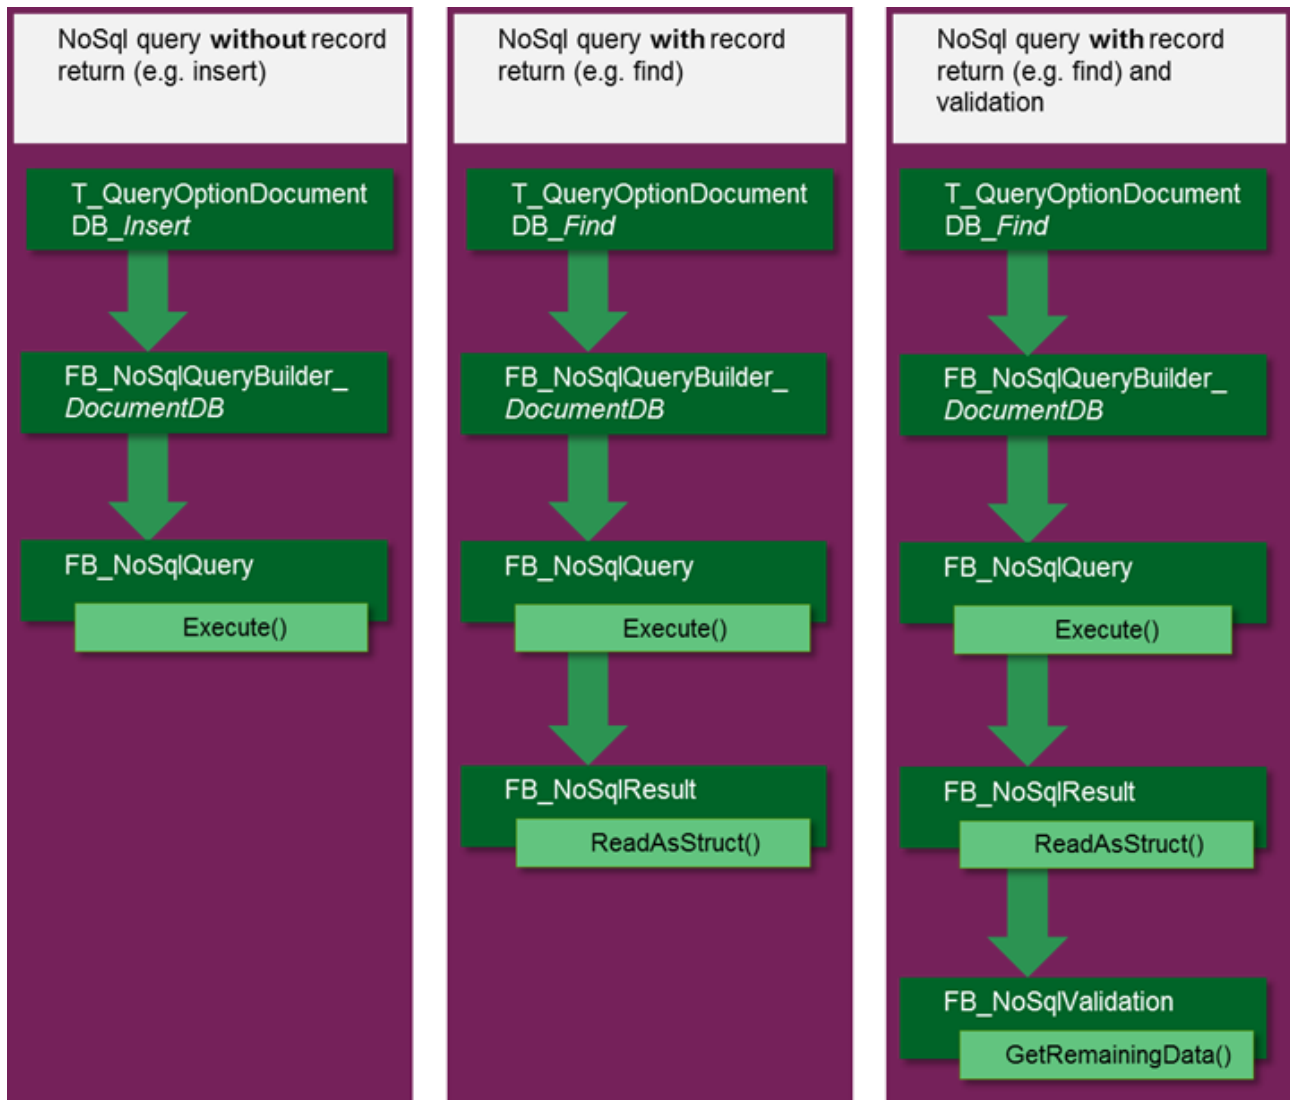 NoSql query without record
return (e.g. insert)
T_QueryOptionDocument
DB_Insert
FB_NoSqlQueryBuilder_
DocumentDB
FB_NoSqlQuery
Execute()
NoSql query with record
return (e.g. find)
T_QueryOptionDocument
DB_Find
FB_NoSqlQueryBuilder_
DocumentDB
FB_NoSqlQuery
Execute()
FB_NoSqlResult
ReadAsStruct()
NoSql query with record
return (e.g. find) and
validation
T_QueryOptionDocument
DB_Find
FB_NoSqlQueryBuilder_
DocumentDB
FB_NoSqlQuery
Execute()
FB_NoSqlResult
ReadAsStruct()
FB_NoSqlValidation
GetRemainingData()